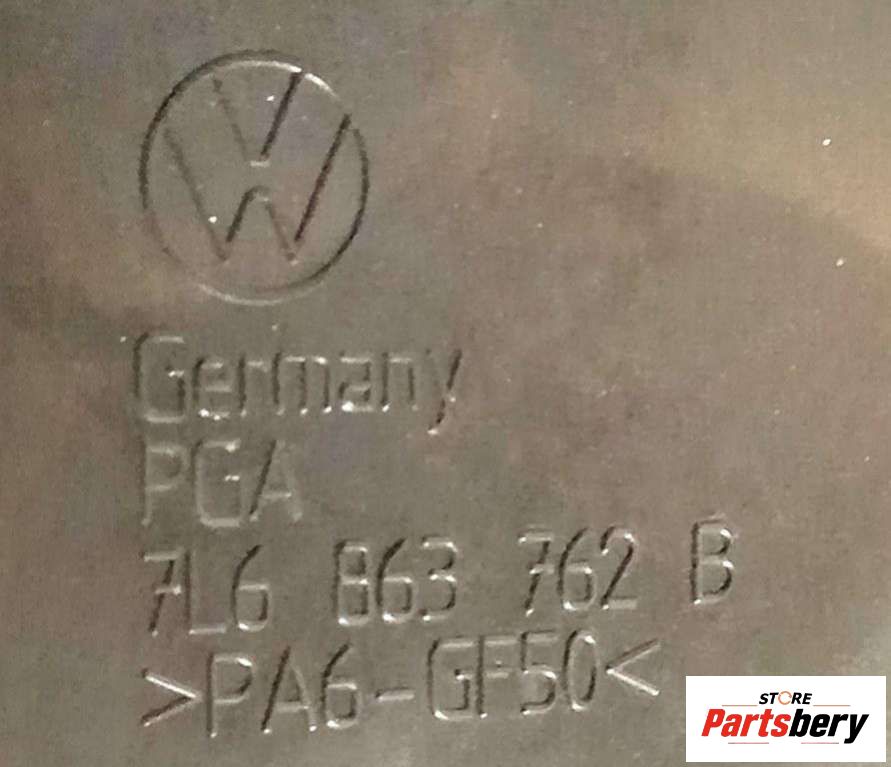 Germany
PGA
7L6 863 762 B
>PA6-GF50<
STORE
Partsbery